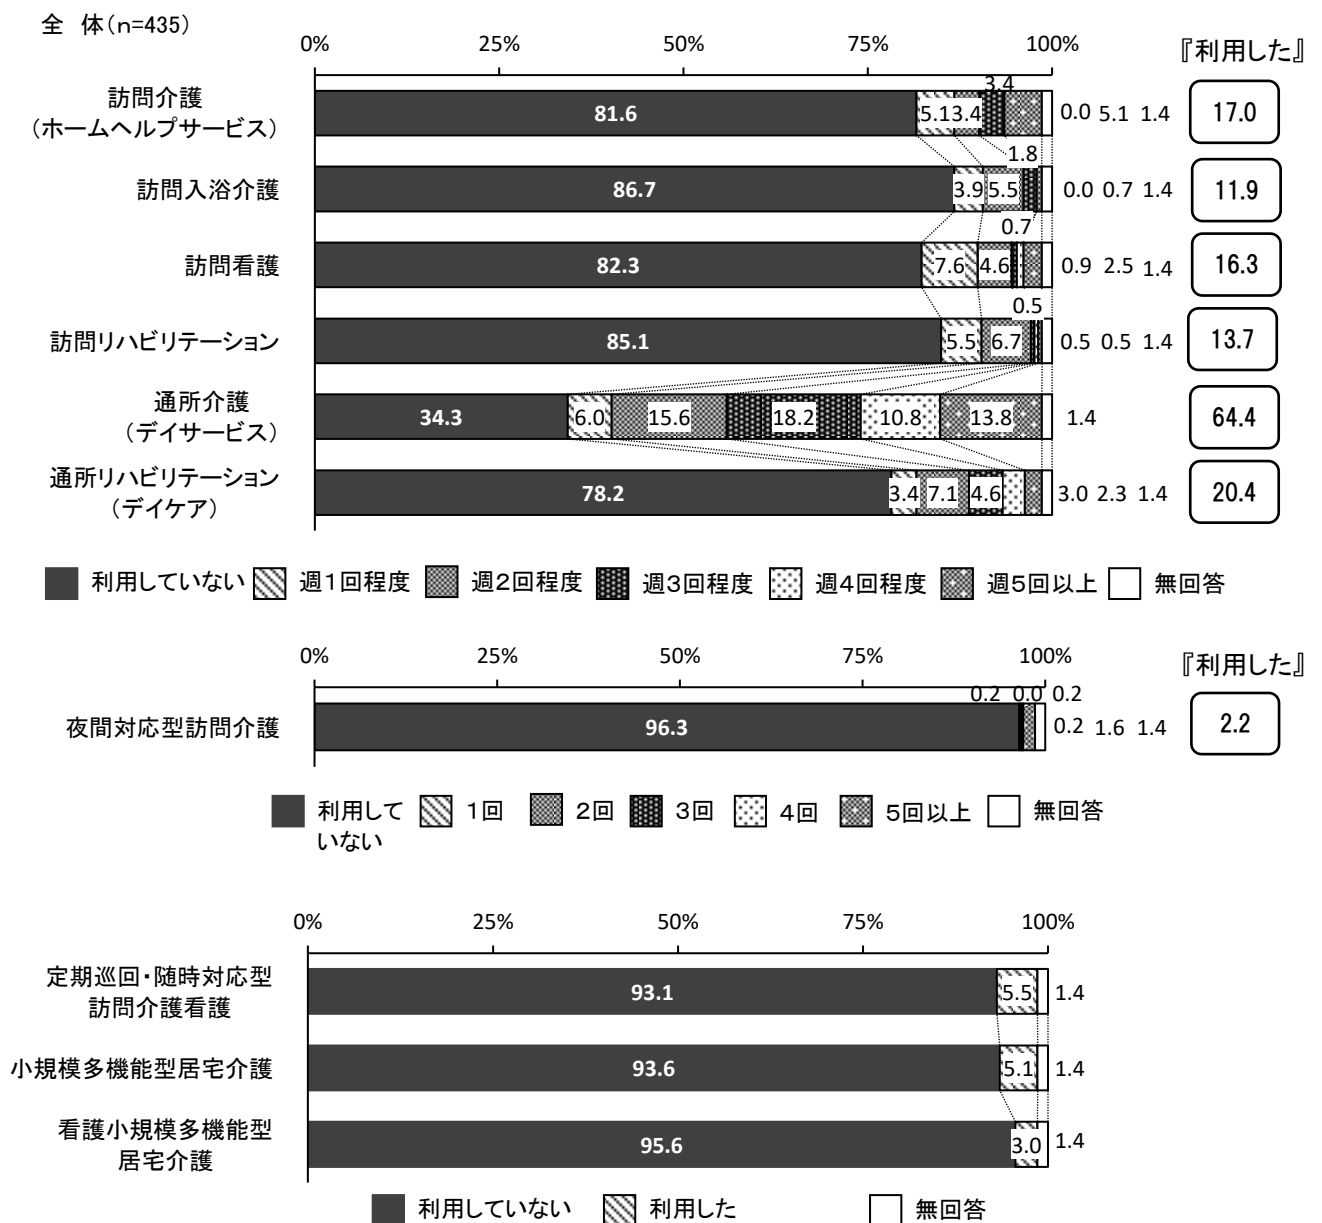 全 体(n=435)
0% 25% 50% 75% 100%
『利用した』
3.4
訪問介護
(ホームヘルプサービス)
81.6 5.1 3.4 0.0 5.1 1.4 17.0
1.8
訪問入浴介護 86.7 3.9 5.5 0.0 0.7 1.4 11.9
0.7
訪問看護 82.3 7.6 4.6 0.9 2.5 1.4 16.3
0.5
訪問リハビリテーション 85.1 5.5 6.7 0.5 0.5 1.4 13.7
通所介護
(デイサービス)
34.3 6.0 15.6 18.2 10.8 13.8 1.4 64.4
通所リハビリテーション
(デイケア)
78.2 3.4 7.1 4.6 3.0 2.3 1.4 20.4
利用していない 週1回程度 週2回程度 週3回程度 週4回程度 週5回以上 無回答
0% 25% 50% 75% 100%
『利用した』
0.2 0.0 0.2
夜間対応型訪問介護 96.3 0.2 1.6 1.4 2.2
利用して
いない
1回 2回 3回 4回 5回以上 無回答
0% 25% 50% 75% 100%
定期巡回・随時対応型
訪問介護看護
93.1 5.5 1.4
小規模多機能型居宅介護 93.6 5.1 1.4
看護小規模多機能型
居宅介護
95.6 3.0 1.4
利用していない 利用した 無回答